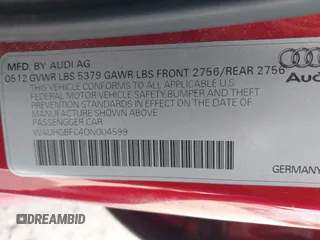 MFD. BY AUDI AG
0512 GVWR LBS 5379 GAWR LBS FRONT 2756/REAR 2756
THIS VEHICLE CONFORMS TO ALL APPLICABLE U.S.
FEDERAL MOTOR VEHICLE SAFETY BUMPER AND
THEFT PREVENTION STANDARDS IN EFFECT ON THE DATE OF
MANUFACTURE SHOWN ABOVE.
PASSENGER CAR
WAUHGBFC4DN004599
Audi
GERMANY
DREAMBID